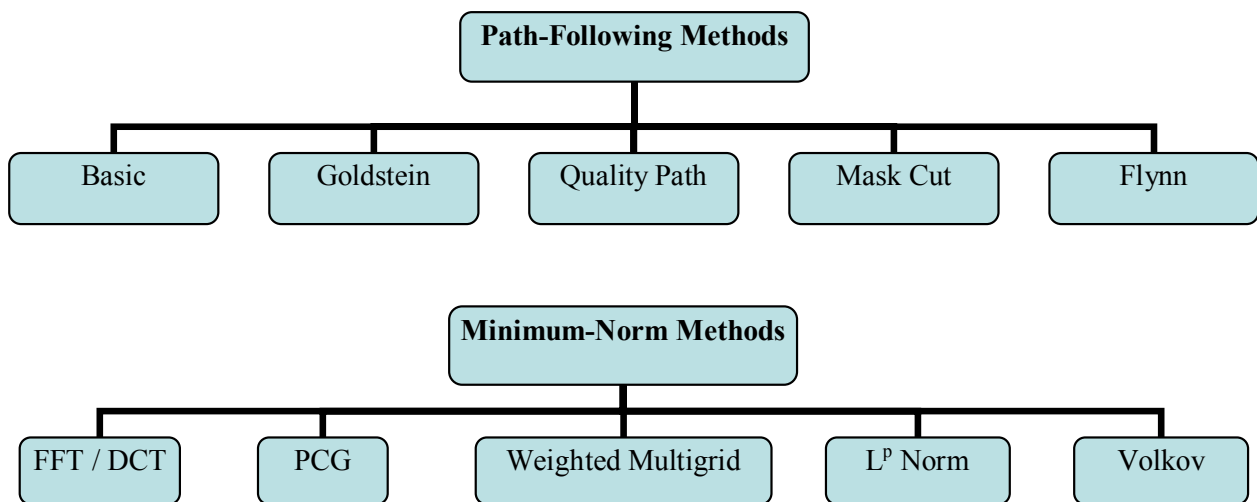 Path-Following Methods
Basic
Goldstein
Quality Path
Mask Cut
Flynn
Minimum-Norm Methods
FFT / DCT
PCG
Weighted Multigrid
Lᵖ Norm
Volkov